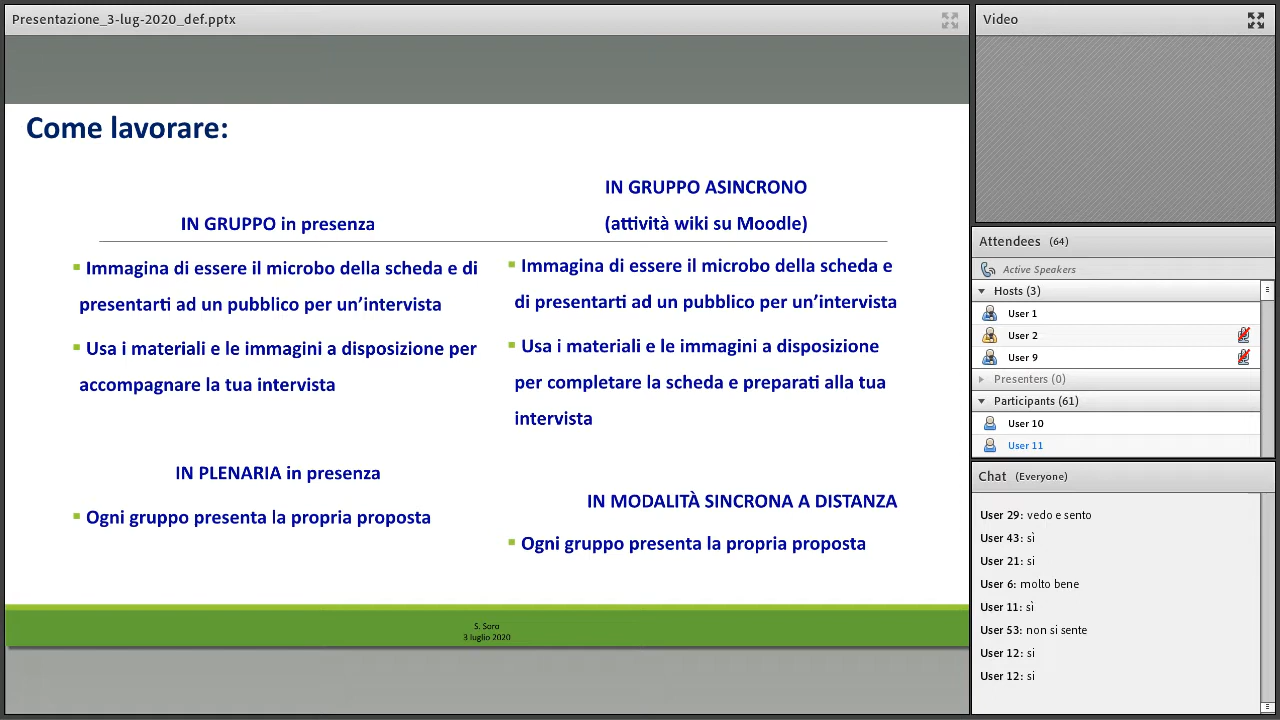 Presentazione_3-lug-2020_def.pptx
Come lavorare:
IN GRUPPO in presenza
▪ Immagina di essere il microbo della scheda e di
presentarti ad un pubblico per un'intervista
▪ Usa i materiali e le immagini a disposizione per
accompagnare la tua intervista
IN PLENARIA in presenza
▪ Ogni gruppo presenta la propria proposta
IN GRUPPO ASINCRONO
(attività wiki su Moodle)
▪ Immagina di essere il microbo della scheda e
di presentarti ad un pubblico per un'intervista
▪ Usa i materiali e le immagini a disposizione
per completare la scheda e preparati alla tua
intervista
IN MODALITÀ SINCRONA A DISTANZA
▪ Ogni gruppo presenta la propria proposta
S. Soro
3 luglio 2020
Video
Attendees (64)
Active Speakers
Hosts (3)
User 1
User 2
User 9
Presenters (0)
Participants (61)
User 10
User 11
Chat (Everyone)
User 29: vedo e sento
User 43: sì
User 21: si
User 6: molto bene
User 11: sì
User 53: non si sente
User 12: si
User 12: si